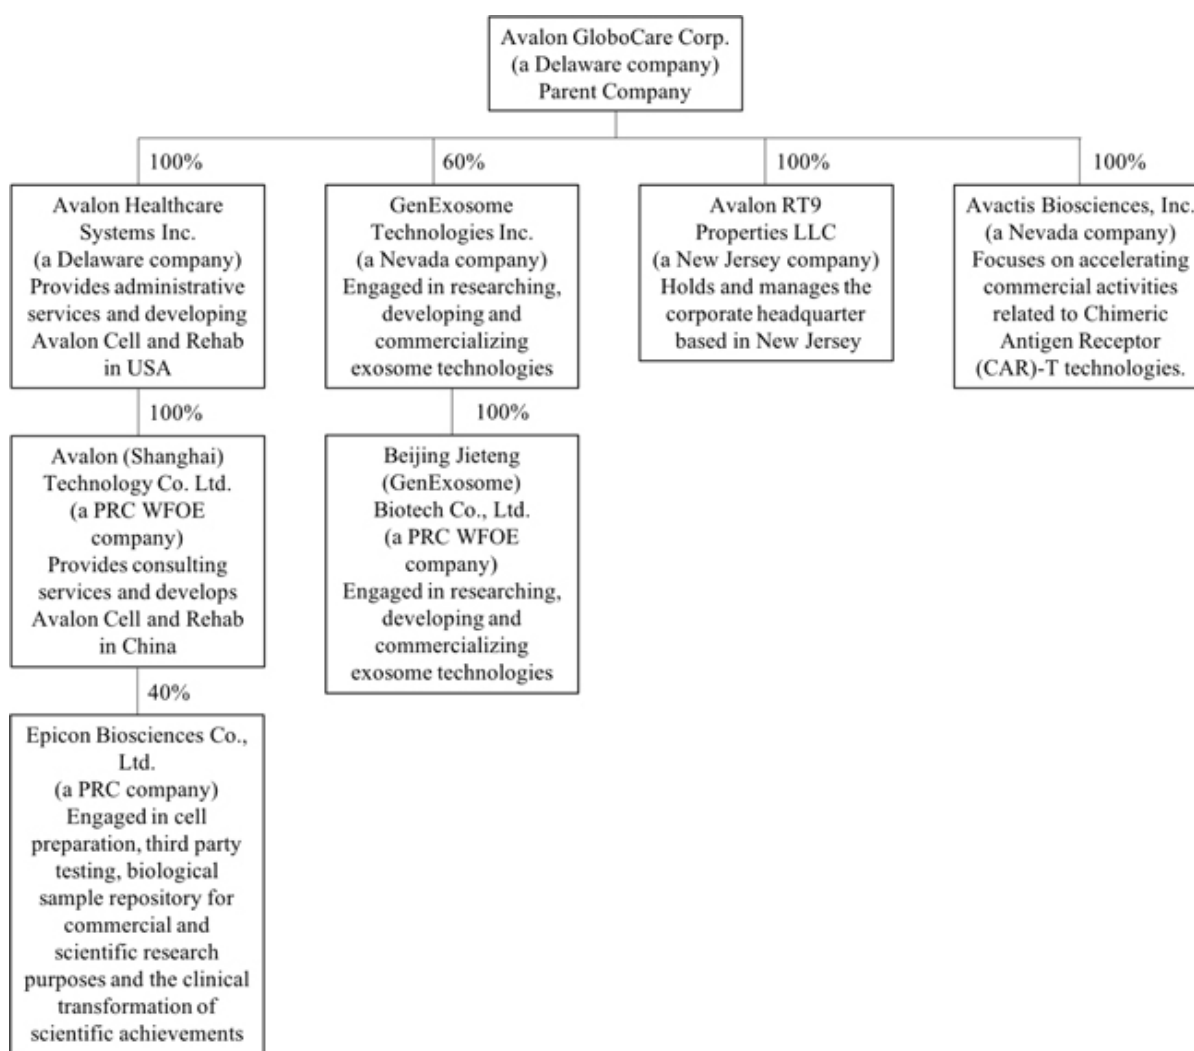 Avalon GloboCare Corp.
(a Delaware company)
Parent Company
100%
60%
100%
100%
Avalon Healthcare
Systems Inc.
(a Delaware company)
Provides administrative
services and developing
Avalon Cell and Rehab
in USA
GenExosome
Technologies Inc.
(a Nevada company)
Engaged in researching,
developing and
commercializing
exosome technologies
Avalon RT9
Properties LLC
(a New Jersey company)
Holds and manages the
corporate headquarter
based in New Jersey
Avactis Biosciences, Inc.
(a Nevada company)
Focuses on accelerating
commercial activities
related to Chimeric
Antigen Receptor
(CAR)-T technologies.
100%
100%
Avalon (Shanghai)
Technology Co. Ltd.
(a PRC WFOE
company)
Provides consulting
services and develops
Avalon Cell and Rehab
in China
Beijing Jieteng
(GenExosome)
Biotech Co., Ltd.
(a PRC WFOE
company)
Engaged in researching,
developing and
commercializing
exosome technologies
40%
Epicon Biosciences Co.,
Ltd.
(a PRC company)
Engaged in cell
preparation, third party
testing, biological
sample repository for
commercial and
scientific research
purposes and the clinical
transformation of
scientific achievements